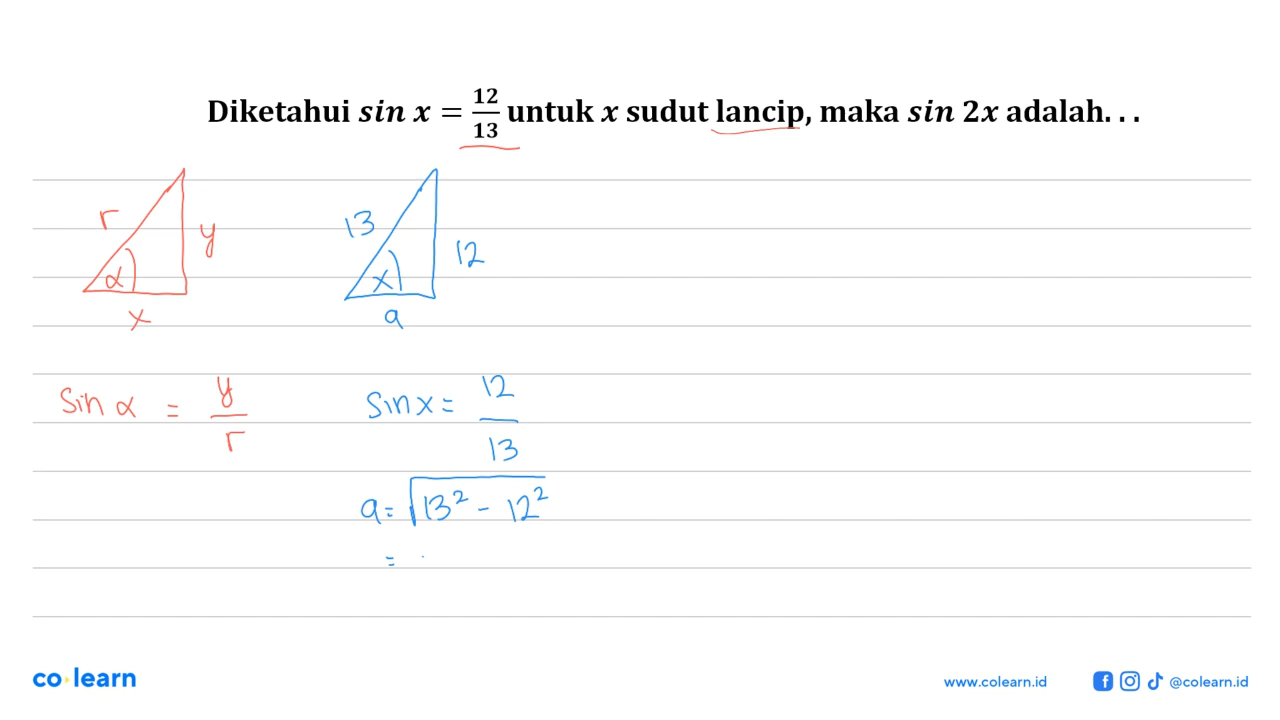 Diketahui sin x = 12/13 untuk x sudut lancip, maka sin 2x adalah. . .
r
y
α
x
13
12
x
a
Sin α = y/r
Sin x = 12/13
a = √13² - 12²
=
co·learn
www.colearn.id
@colearn.id